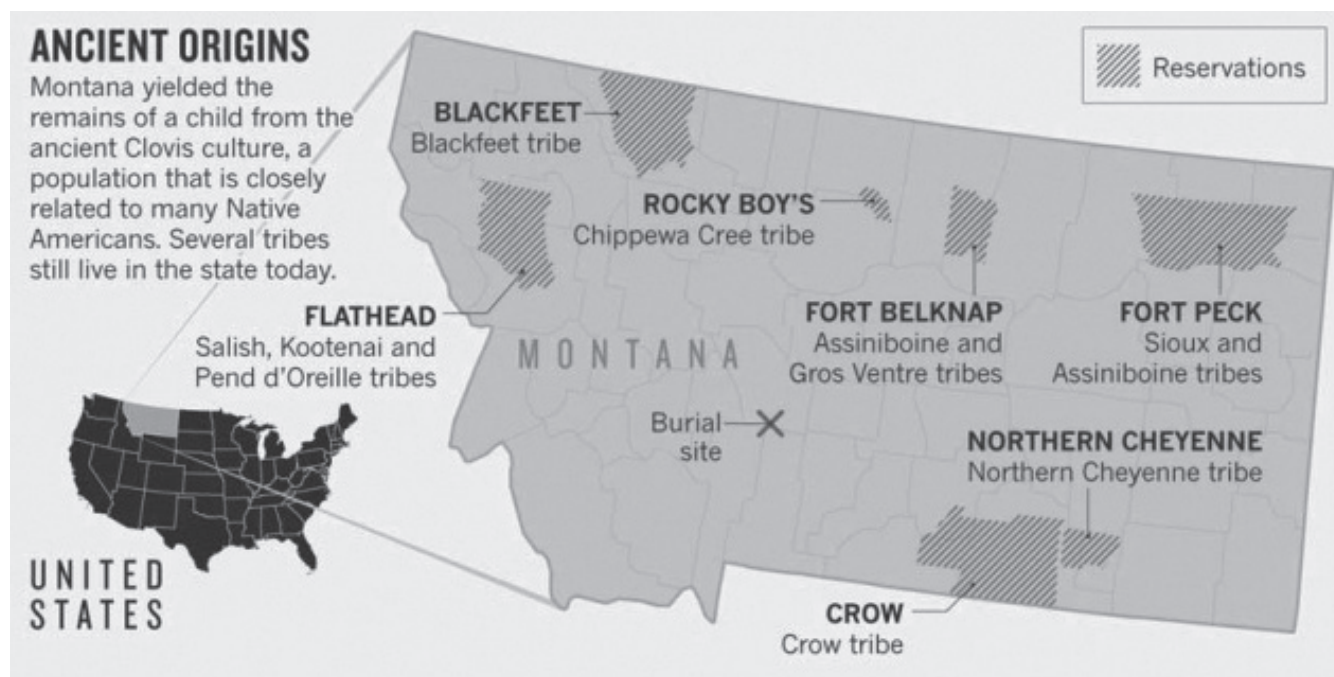 ANCIENT ORIGINS
Montana yielded the
remains of a child from the
ancient Clovis culture, a
population that is closely
related to many Native
Americans. Several tribes
still live in the state today.
Reservations
BLACKFEET
Blackfeet tribe
ROCKY BOY'S
Chippewa Cree tribe
FLATHEAD
Salish, Kootenai and
Pend d'Oreille tribes
FORT BELKNAP
Assiniboine and
Gros Ventre tribes
FORT PECK
Sioux and
Assiniboine tribes
MONTANA
Burial
site
NORTHERN CHEYENNE
Northern Cheyenne tribe
CROW
Crow tribe
UNITED
STATES